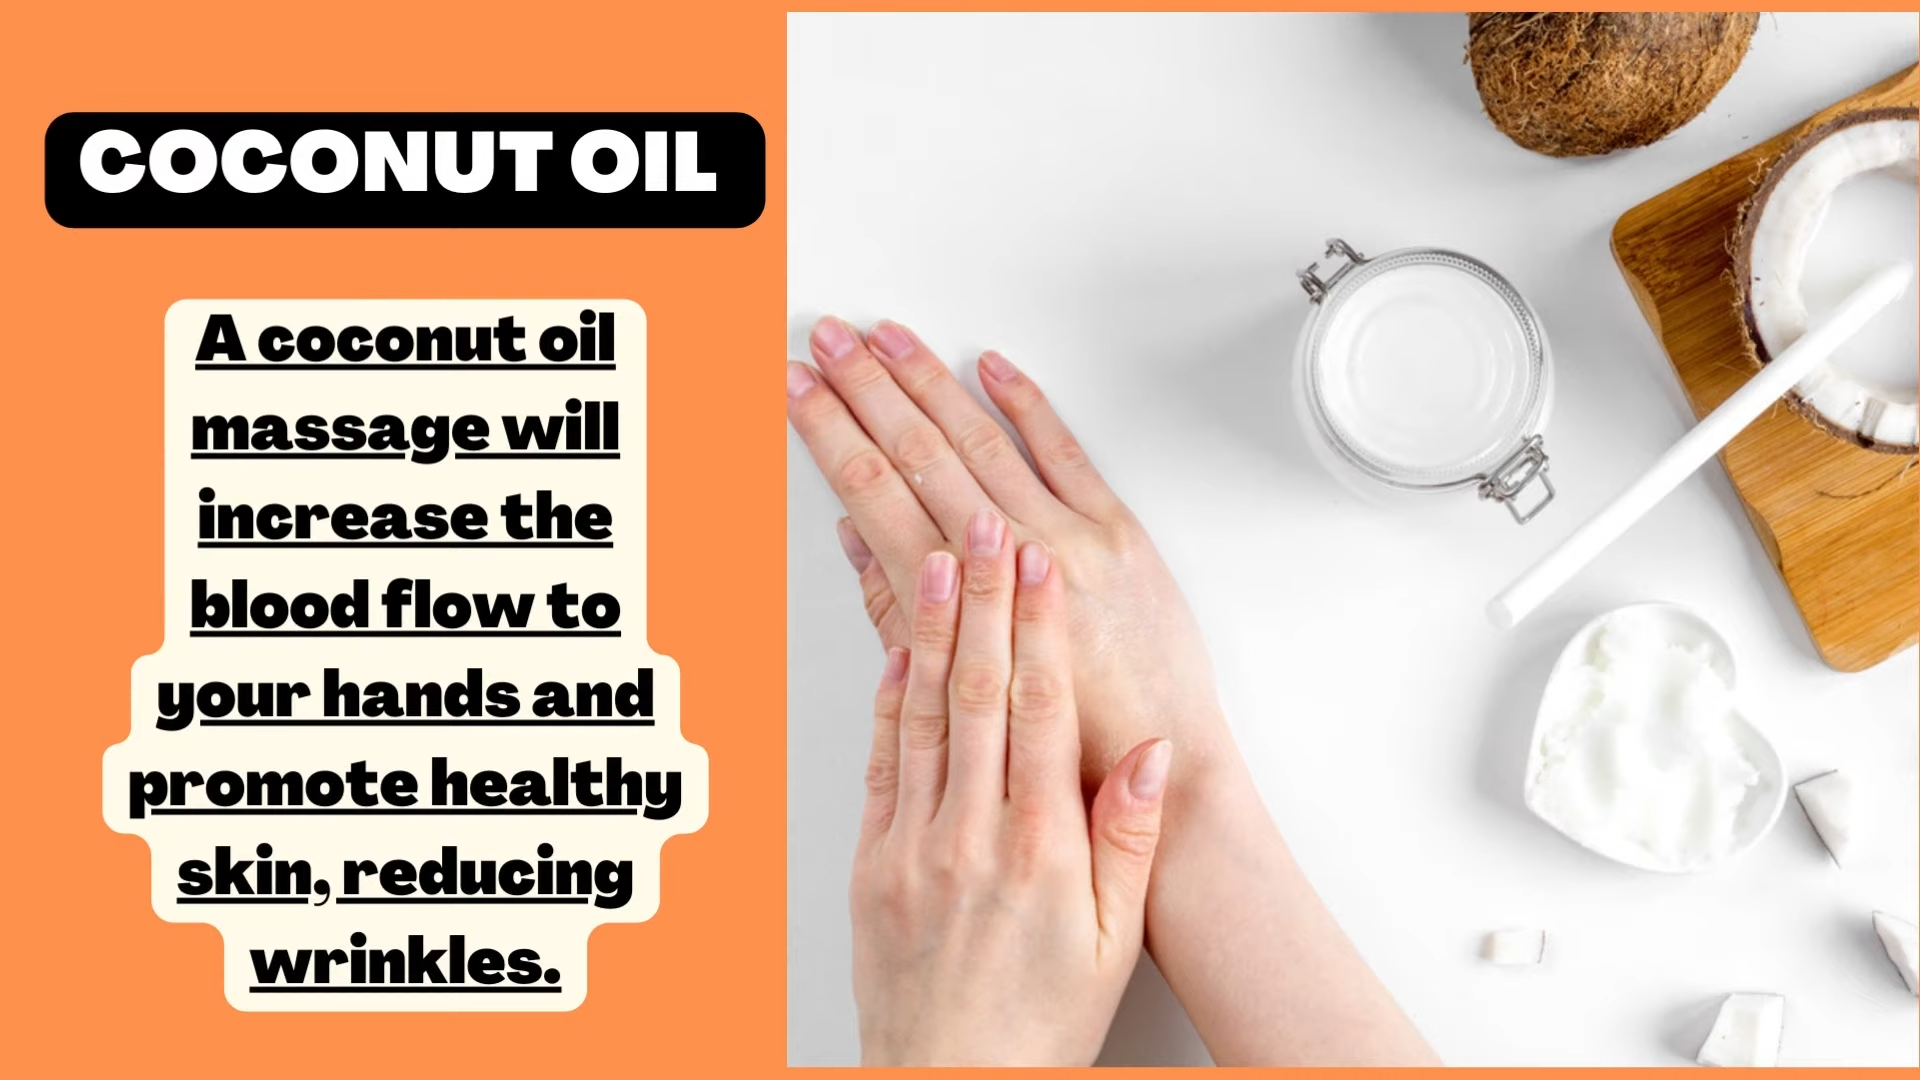 COCONUT OIL
A coconut oil
massage will
increase the
blood flow to
your hands and
promote healthy
skin, reducing
wrinkles.